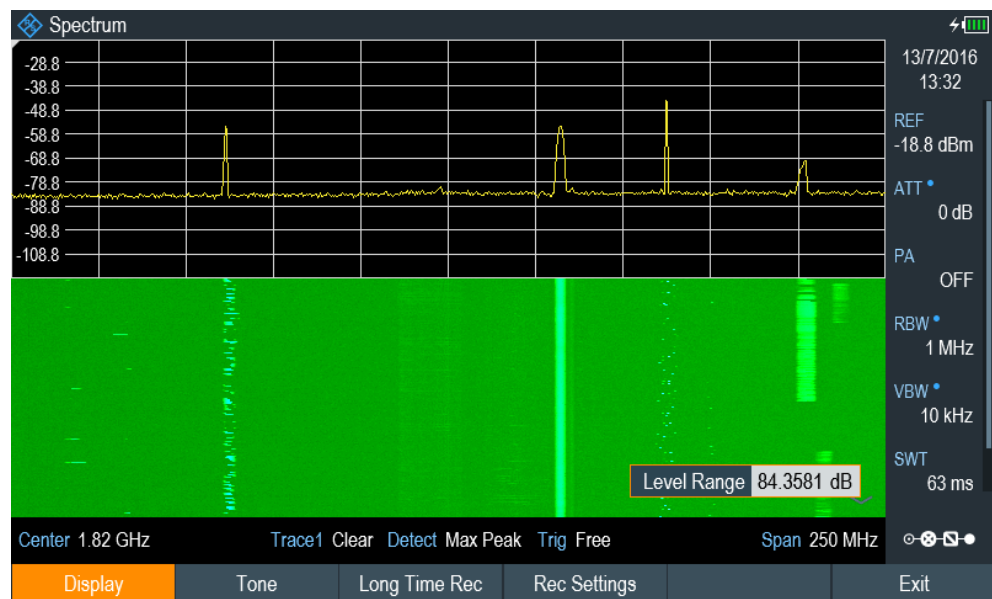 Spectrum
13/7/2016
13:32
-28.8
-38.8
-48.8
-58.8
-68.8
-78.8
-88.8
-98.8
-108.8
REF
-18.8 dBm
ATT
0 dB
PA
OFF
RBW
1 MHz
VBW
10 kHz
SWT
63 ms
Level Range 84.3581 dB
Center 1.82 GHz Trace1 Clear Detect Max Peak Trig Free Span 250 MHz
Display Tone Long Time Rec Rec Settings Exit